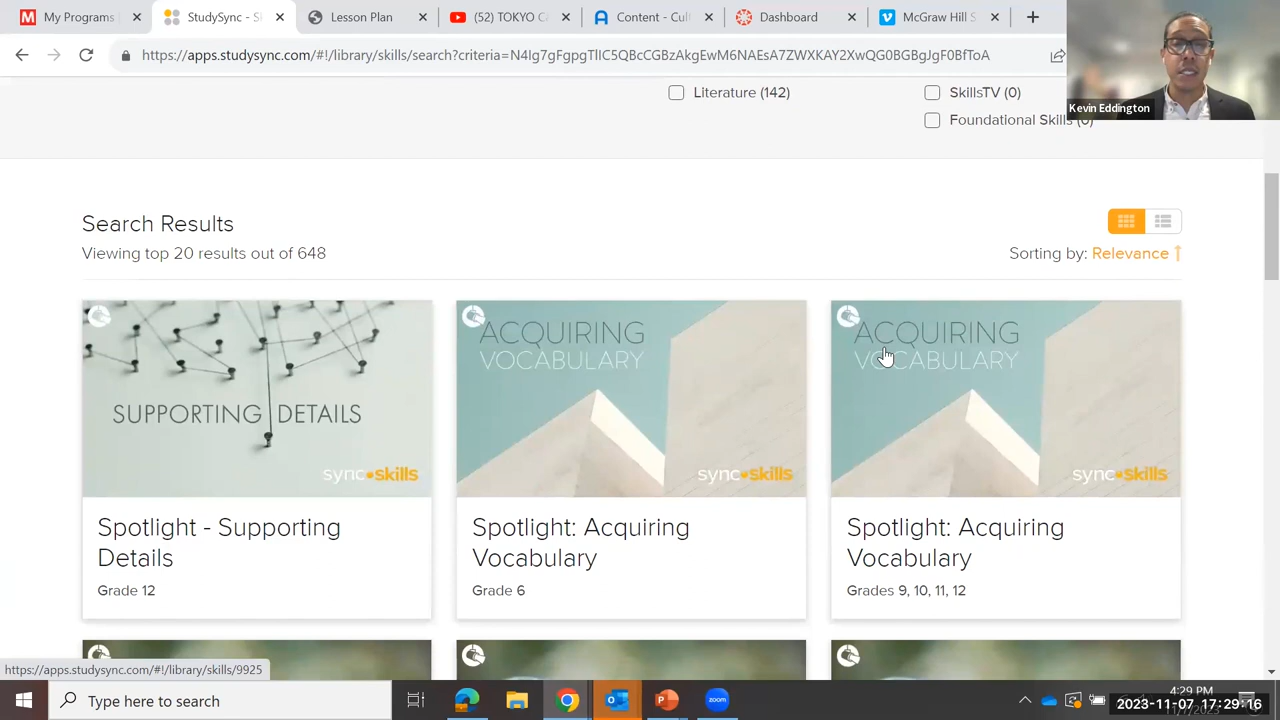 My Programs
StudySync - S
Lesson Plan
(52) TOKYO C
Content - Cul
Dashboard
McGraw Hill S
https://apps.studysync.com/#!/library/skills/search?criteria=N4Ig7gFgpgTlIC5QBcCGBzAkgEwM6NAEsA7ZWXKAY2XwQG0BGBgJgF0BfToA
Kevin Eddington
Literature (142)
SkillsTV (0)
Foundational Skills (0)
Search Results
Viewing top 20 results out of 648
Sorting by: Relevance
SUPPORTING DETAILS
sync•skills
Spotlight - Supporting
Details
Grade 12
ACQUIRING
VOCABULARY
sync•skills
Spotlight: Acquiring
Vocabulary
Grade 6
ACQUIRING
VOCABULARY
sync•skills
Spotlight: Acquiring
Vocabulary
Grades 9, 10, 11, 12
https://apps.studysync.com/#!/library/skills/9925
Type here to search
zoom
4:29 PM
2023-11-07 17:29:16